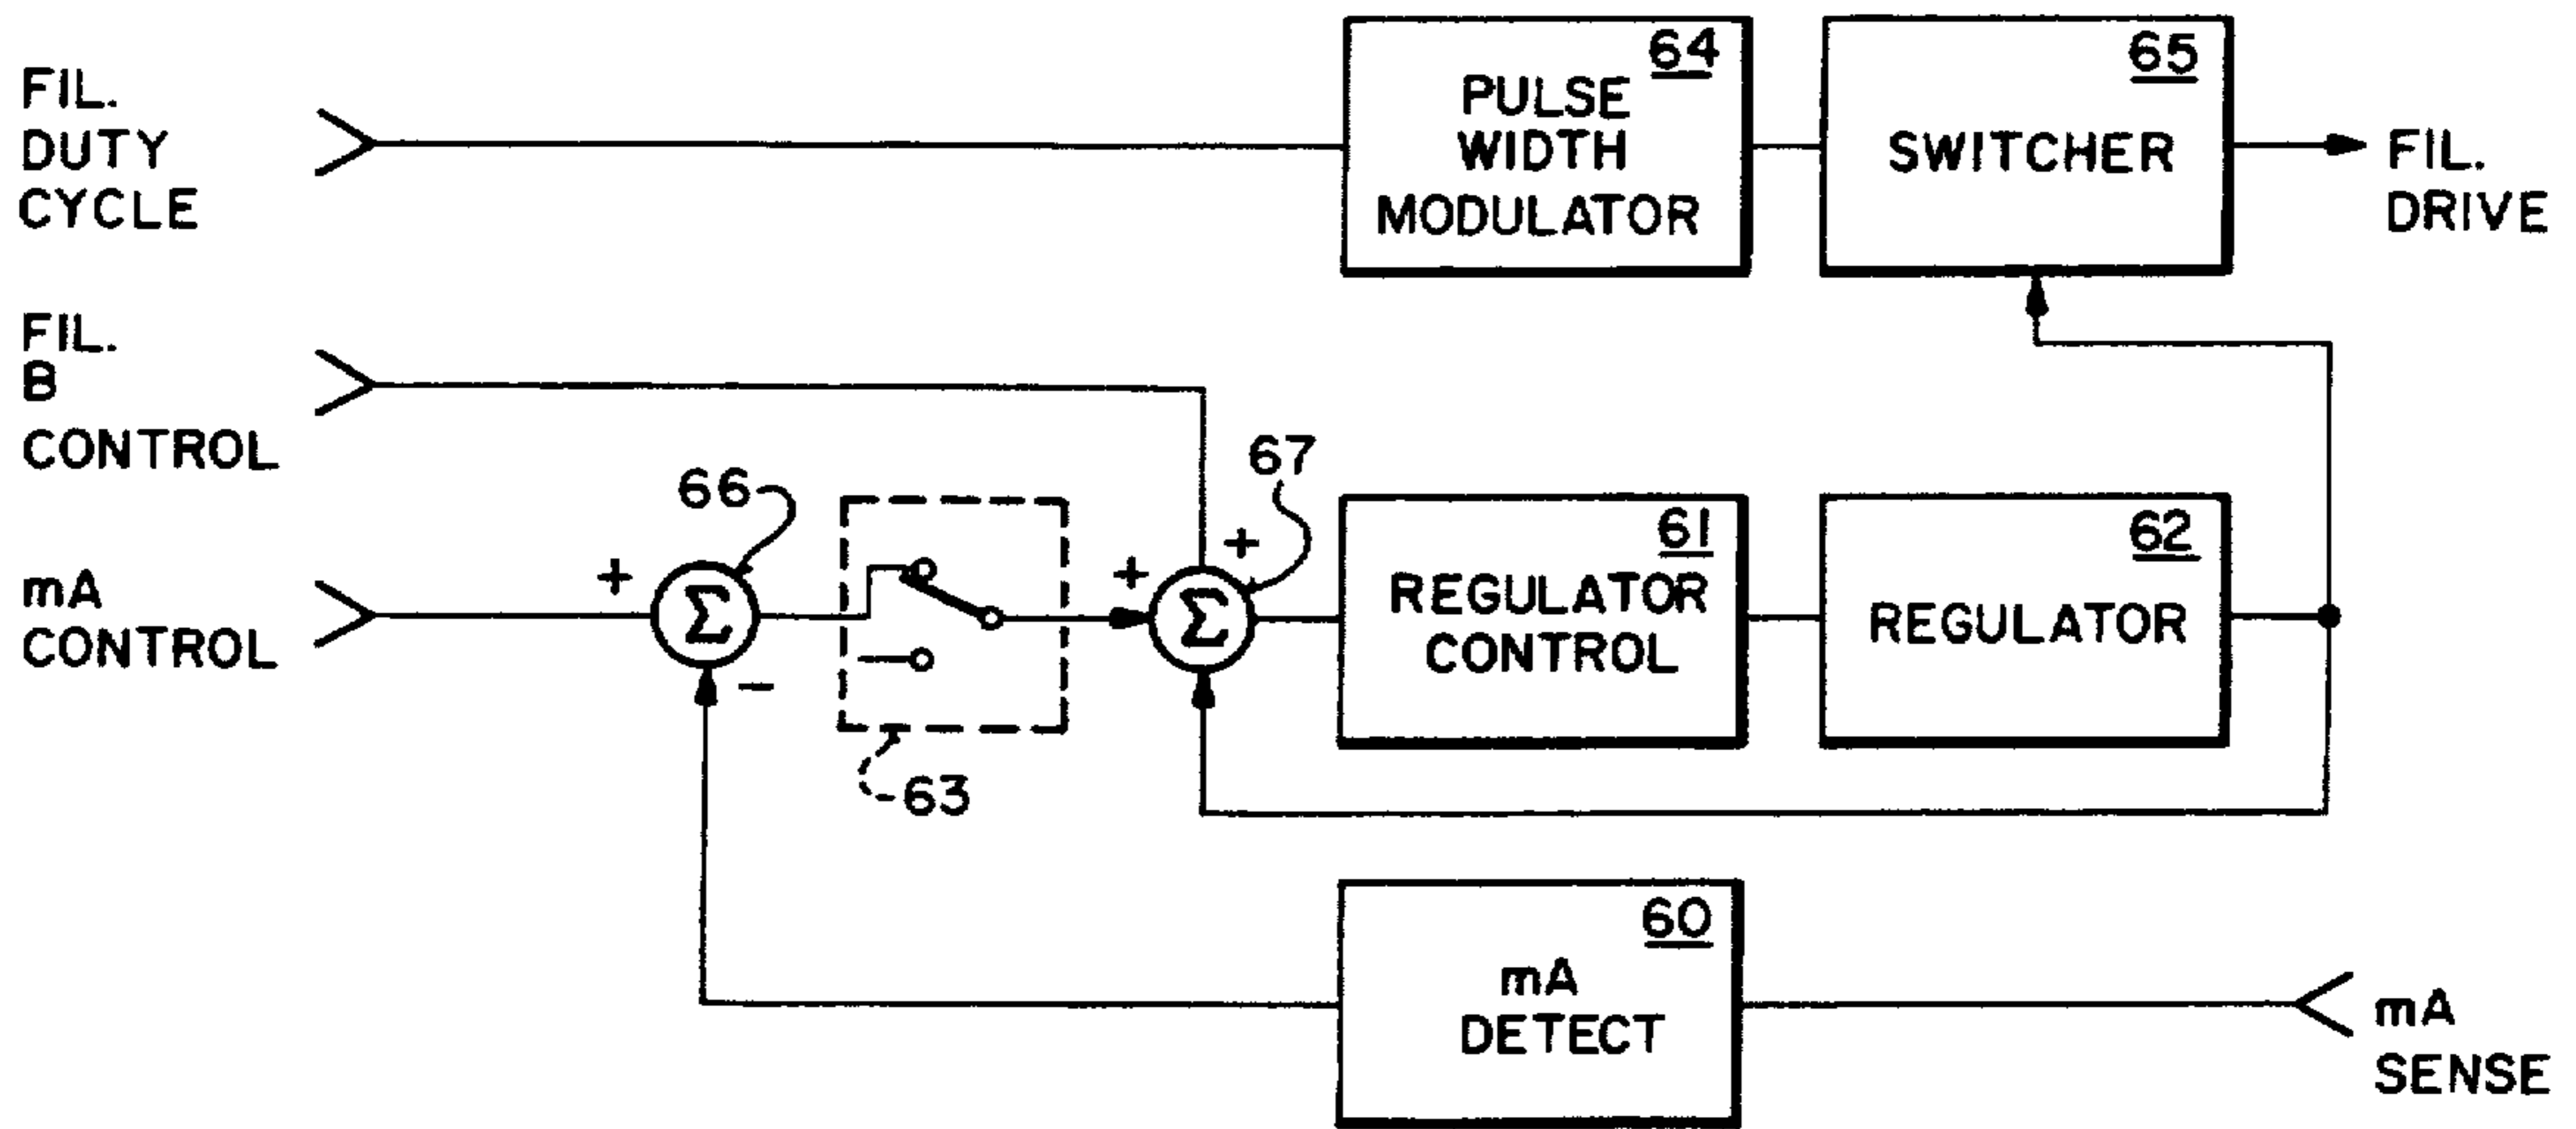 FIL.
DUTY
CYCLE
64
PULSE
WIDTH
MODULATOR
65
SWITCHER
FIL.
DRIVE
FIL.
B
CONTROL
mA
CONTROL
66
+
Σ
−
63
67
+
+
Σ
61
REGULATOR
CONTROL
62
REGULATOR
60
mA
DETECT
mA
SENSE